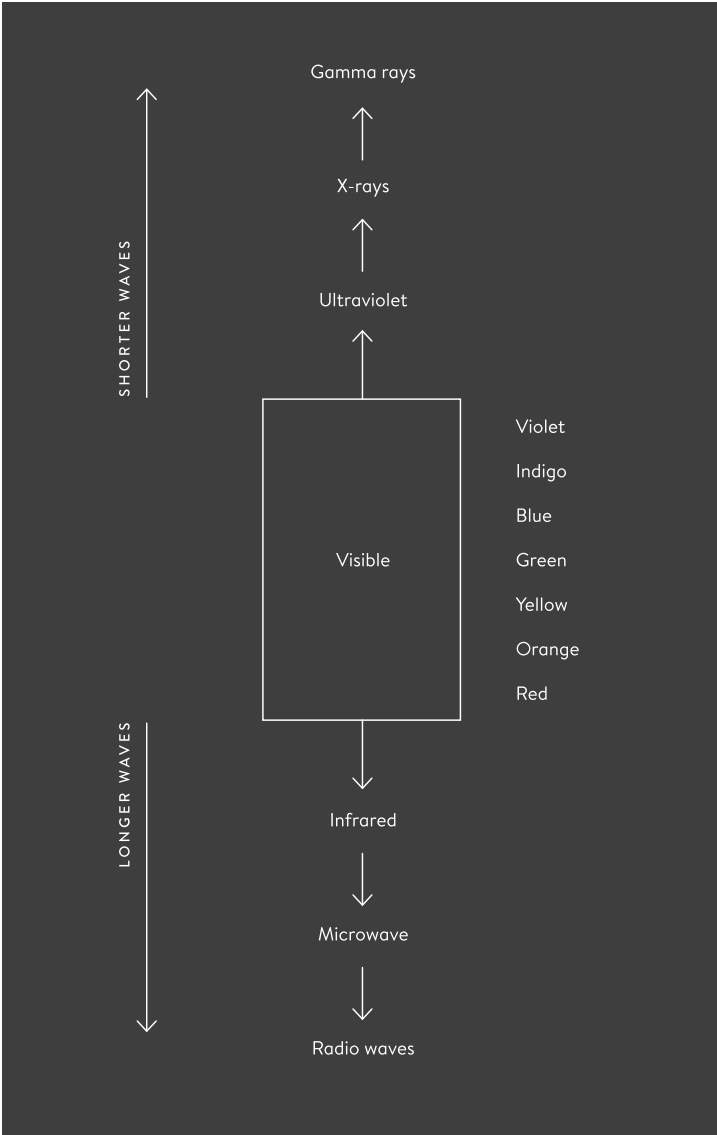 Gamma rays
X-rays
Ultraviolet
SHORTER WAVES
Visible
Violet
Indigo
Blue
Green
Yellow
Orange
Red
LONGER WAVES
Infrared
Microwave
Radio waves